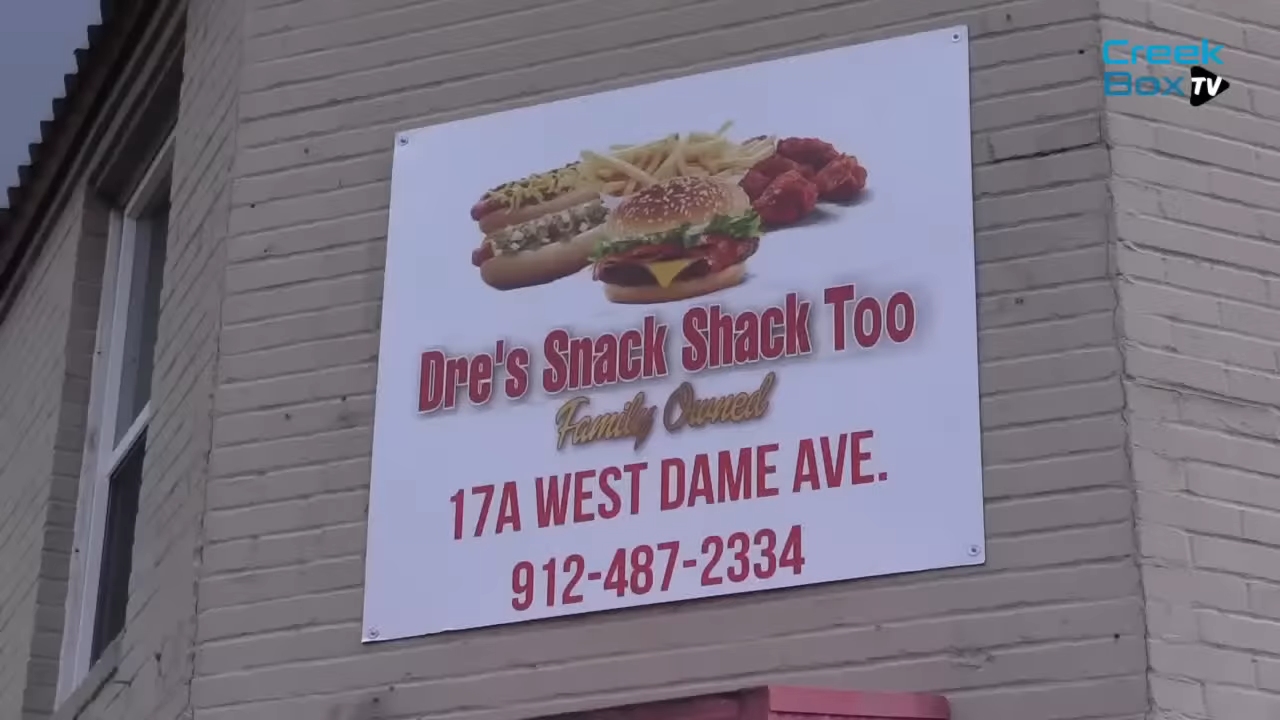 Creek
Box TV
Dre's Snack Shack Too
Family Owned
17A WEST DAME AVE.
912-487-2334